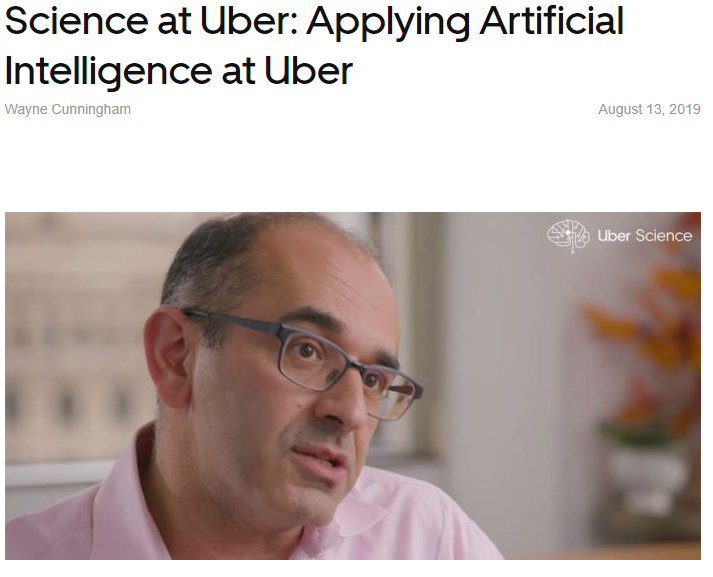 Science at Uber: Applying Artificial
Intelligence at Uber
Wayne Cunningham
August 13, 2019
Uber Science